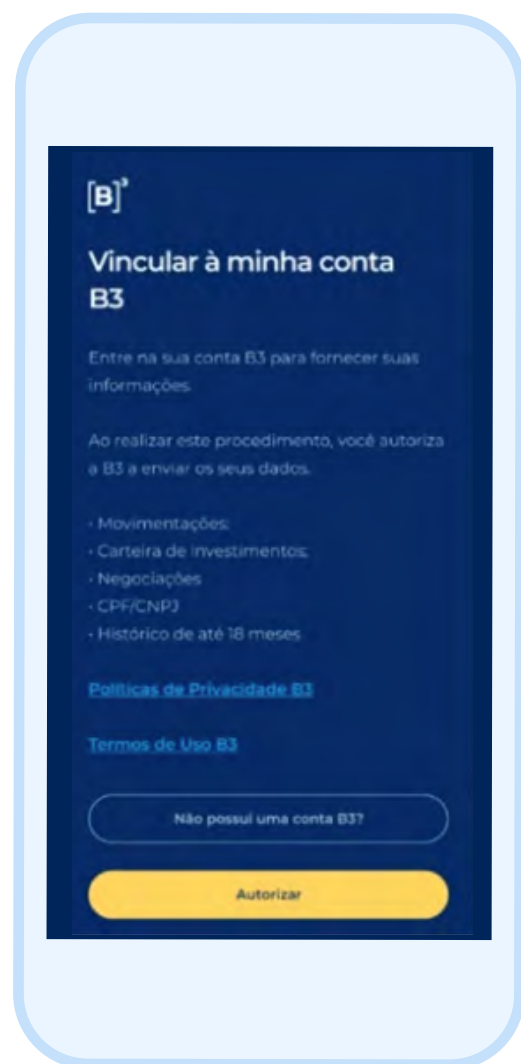 [B]³
Vincular à minha conta
B3
Entre na sua conta B3 para fornecer suas
informações.
Ao realizar este procedimento, você autoriza
a B3 a enviar os seus dados.
• Movimentações;
• Carteira de Investimentos;
• Negociações
• CPF/CNPJ
• Histórico de até 18 meses
Políticas de Privacidade B3
Termos de Uso B3
Não possui uma conta B3?
Autorizar